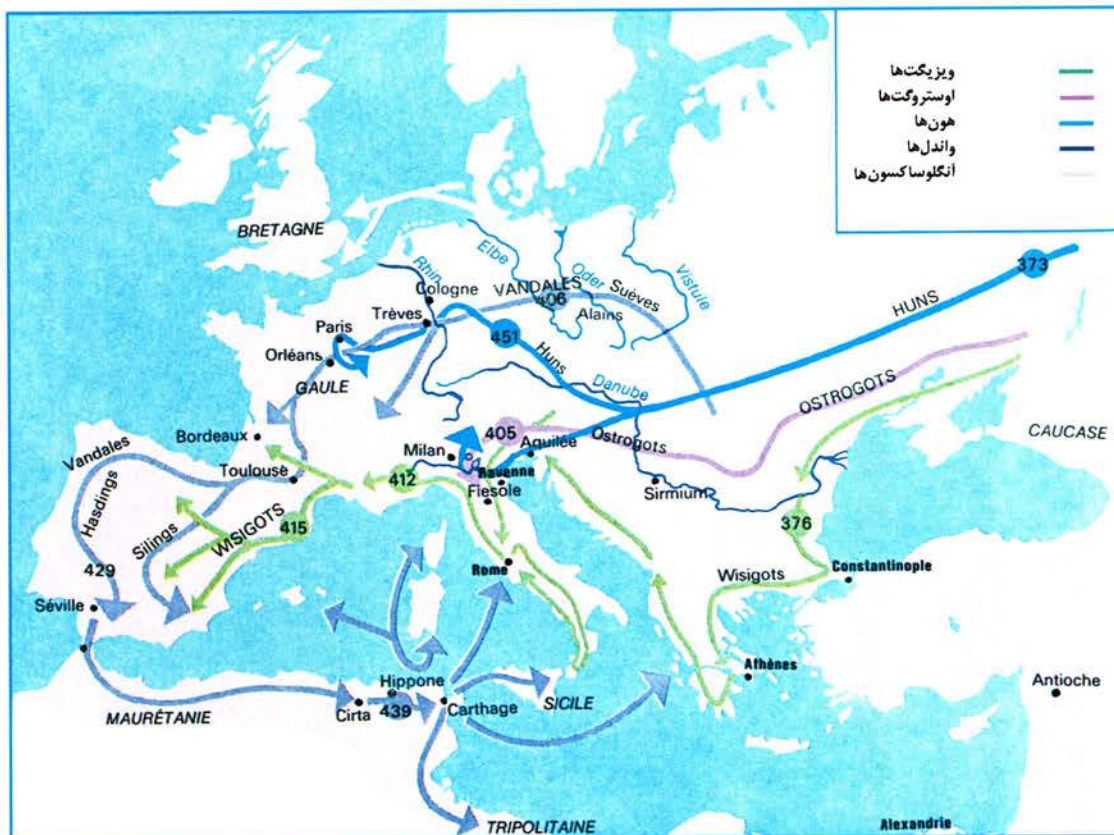 ویزیگت‌ها
اوستروگت‌ها
هون‌ها
واندل‌ها
آنگلوساکسون‌ها
BRETAGNE
Rhin
Elbe
Oder
Vistule
373
HUNS
Cologne
VANDALES
406
Suèves
Alains
Trèves
Paris
451
Huns
Orléans
GAULE
Danube
OSTROGOTS
CAUCASE
405
Ostrogots
Bordeaux
Milan
Aquilée
Vandales
Toulouse
412
Ravenne
Fiesole
Sirmium
Hasdings
Silings
WISIGOTS
415
376
429
Rome
Wisigots
Constantinople
Séville
Athènes
Hippone
439
Cirta
Carthage
SICILE
Antioche
MAURÉTANIE
TRIPOLITAINE
Alexandrie